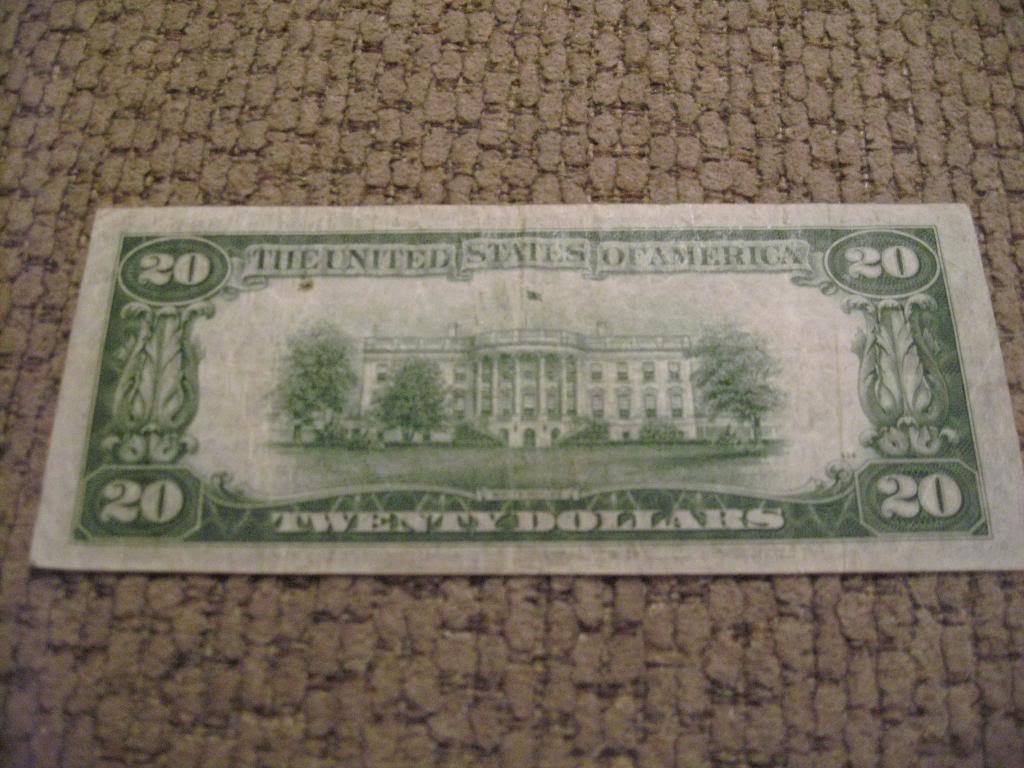 20 THE UNITED STATES OF AMERICA 20
20 TWENTY DOLLARS 20